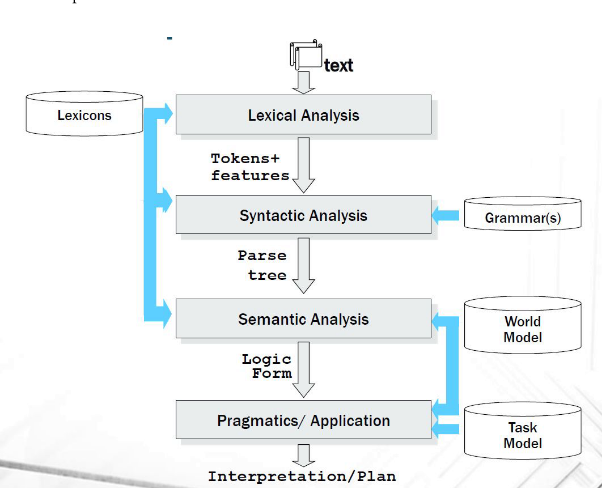 text
Lexicons
Lexical Analysis
Tokens+
features
Syntactic Analysis
Grammar(s)
Parse
tree
Semantic Analysis
World
Model
Logic
Form
Pragmatics/ Application
Task
Model
Interpretation/Plan